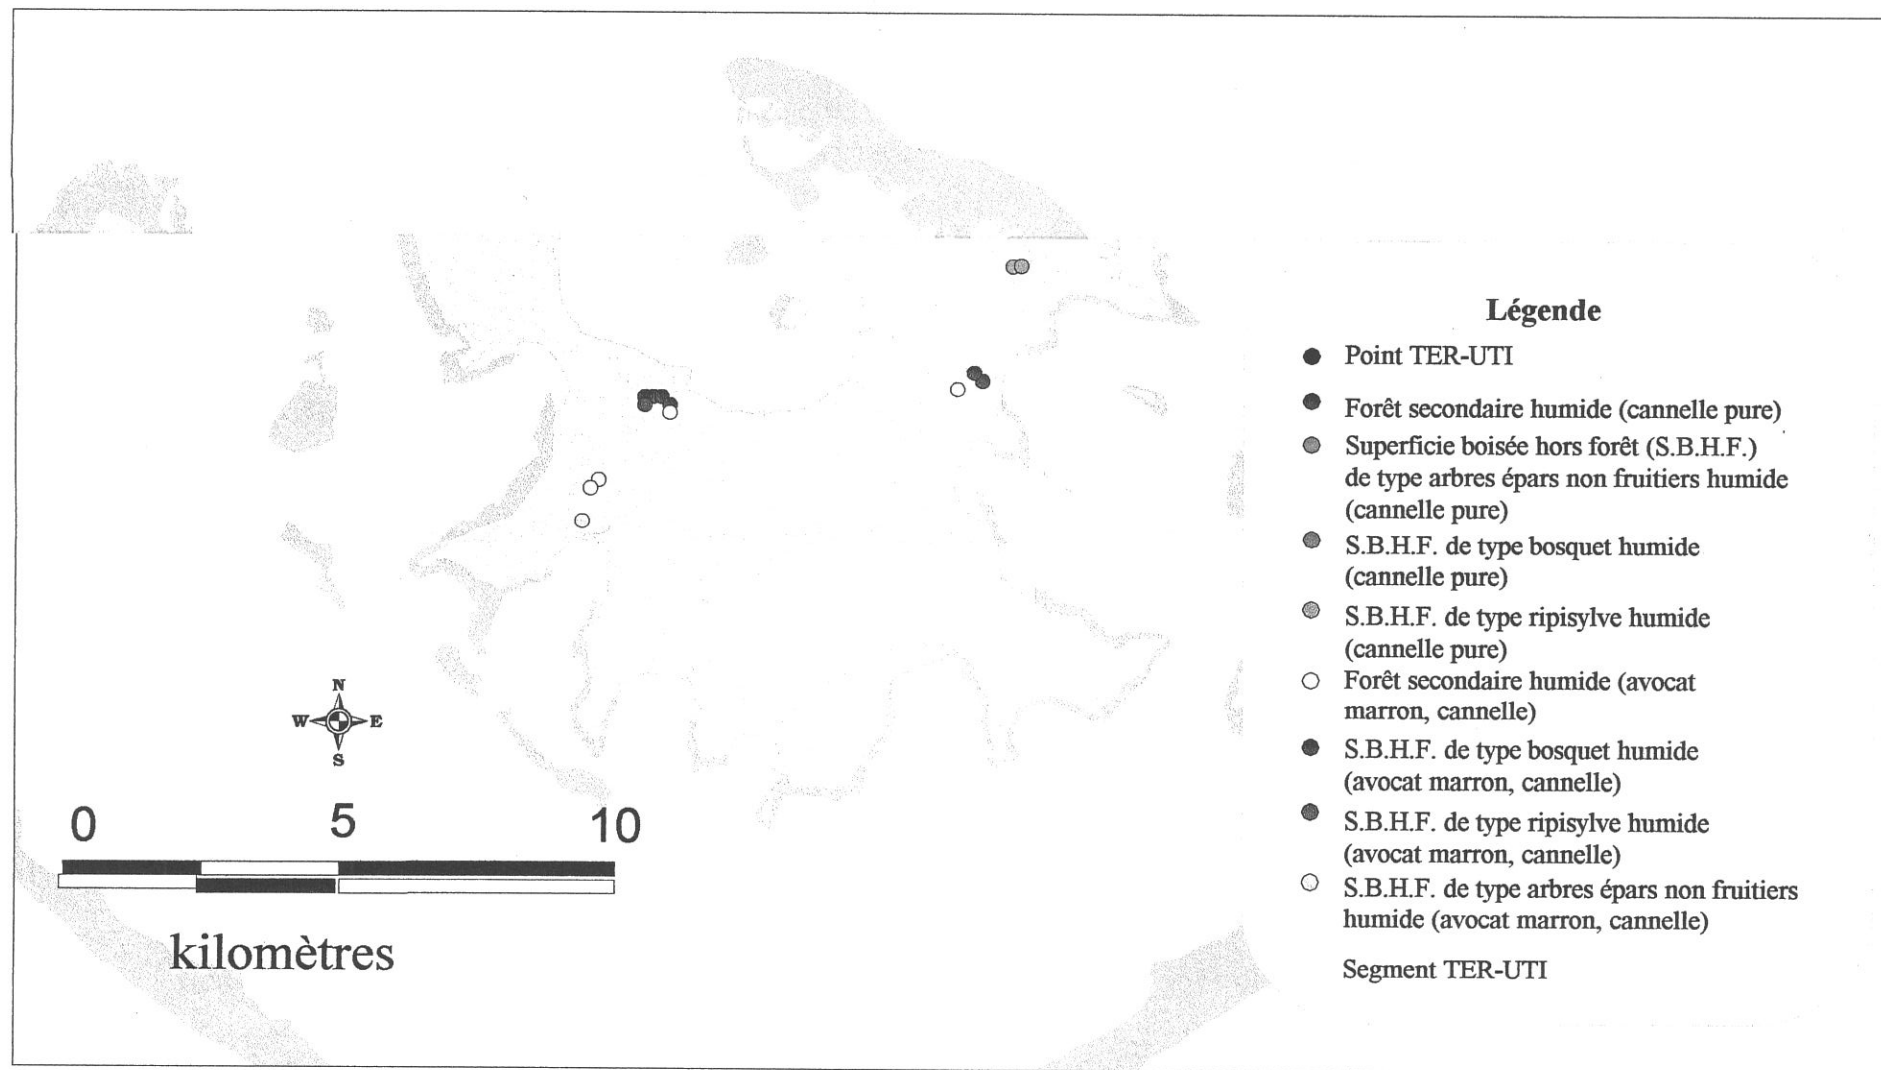 Légende
Point TER-UTI
Forêt secondaire humide (cannelle pure)
Superficie boisée hors forêt (S.B.H.F.)
de type arbres épars non fruitiers humide
(cannelle pure)
S.B.H.F. de type bosquet humide
(cannelle pure)
S.B.H.F. de type ripisylve humide
(cannelle pure)
Forêt secondaire humide (avocat
marron, cannelle)
S.B.H.F. de type bosquet humide
(avocat marron, cannelle)
S.B.H.F. de type ripisylve humide
(avocat marron, cannelle)
S.B.H.F. de type arbres épars non fruitiers
humide (avocat marron, cannelle)
Segment TER-UTI
N
W E
S
0 5 10
kilomètres